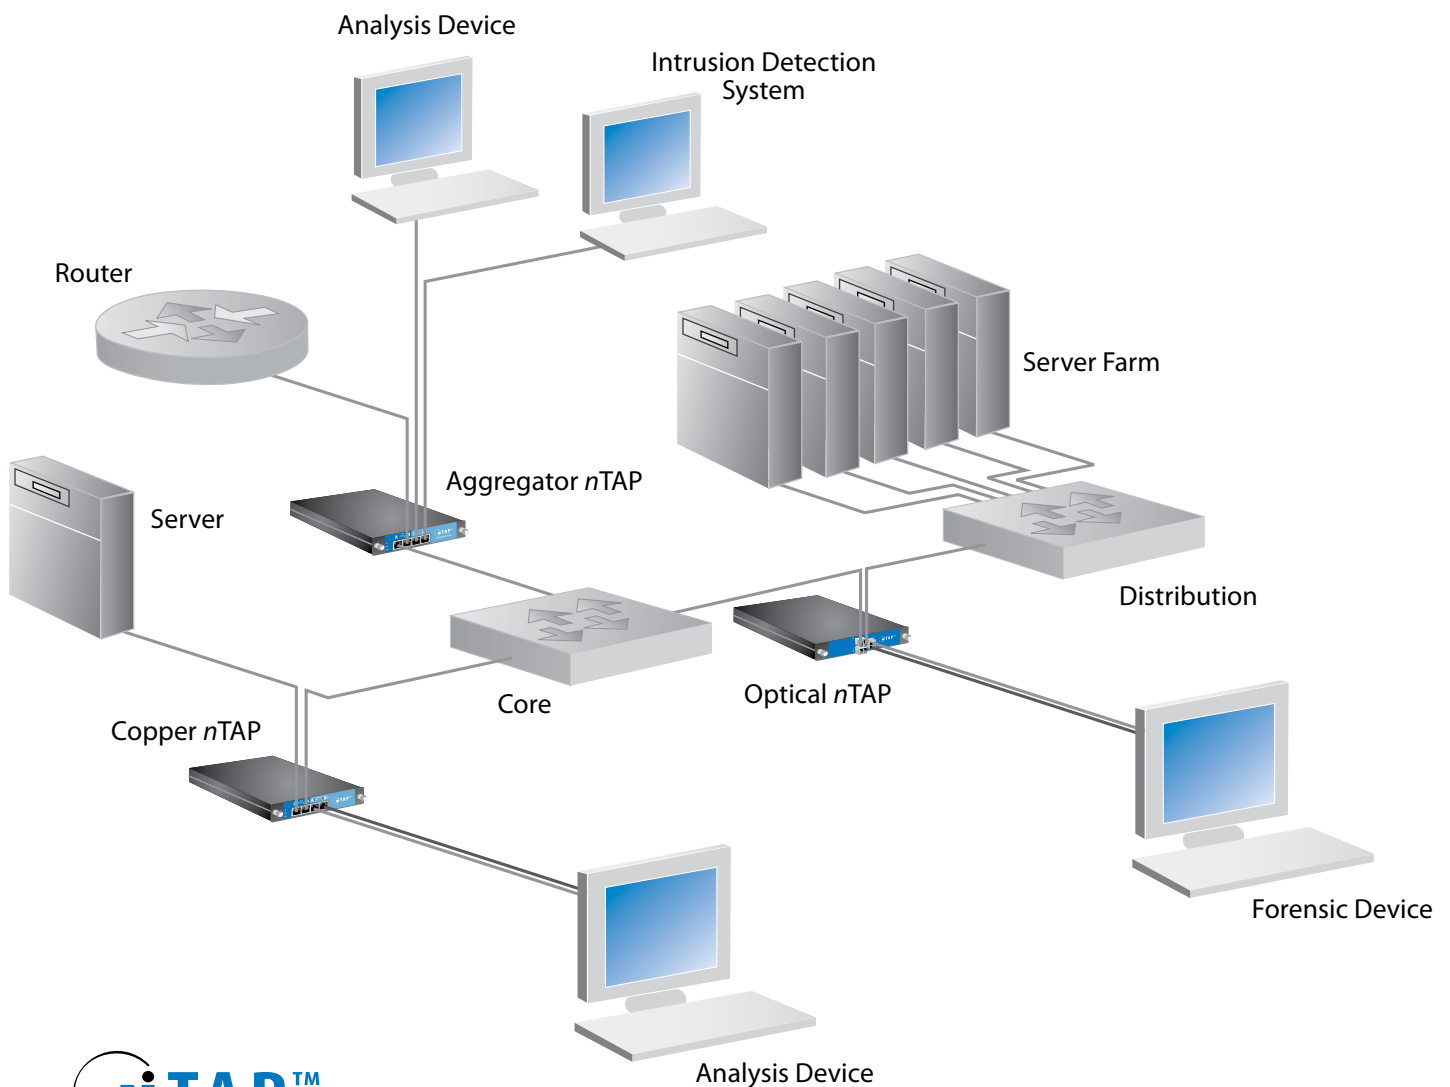 Analysis Device
Intrusion Detection
System
Router
Server Farm
Aggregator nTAP
Server
Distribution
Core
Optical nTAP
Copper nTAP
Forensic Device
Analysis Device
nTAP™